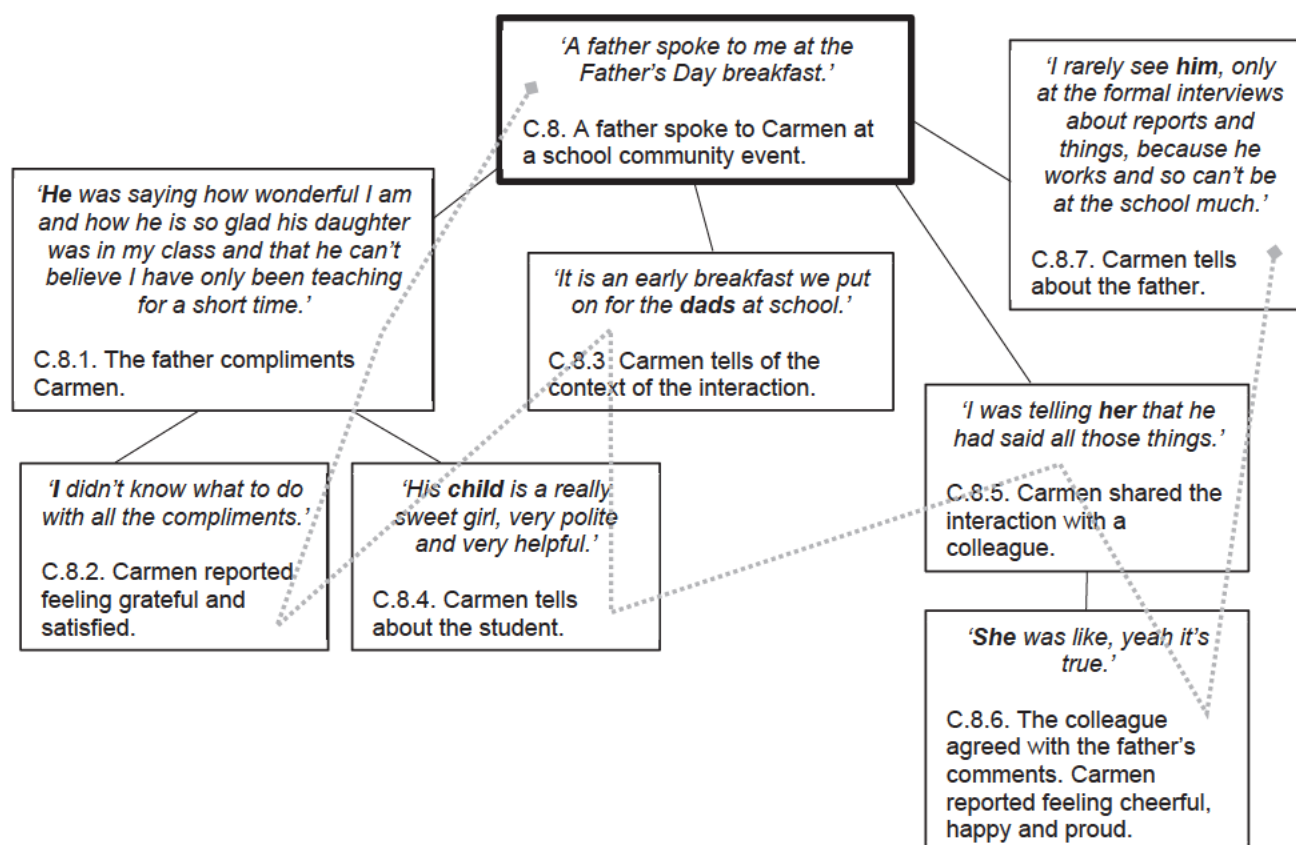 ‘A father spoke to me at the
Father’s Day breakfast.’
C.8. A father spoke to Carmen at
a school community event.
‘He was saying how wonderful I am
and how he is so glad his daughter
was in my class and that he can’t
believe I have only been teaching
for a short time.’
C.8.1. The father compliments
Carmen.
‘I didn’t know what to do
with all the compliments.’
C.8.2. Carmen reported
feeling grateful and
satisfied.
‘It is an early breakfast we put
on for the dads at school.’
C.8.3 Carmen tells of the
context of the interaction.
‘His child is a really
sweet girl, very polite
and very helpful.’
C.8.4. Carmen tells
about the student.
‘I was telling her that he
had said all those things.’
C.8.5. Carmen shared the
interaction with a
colleague.
‘She was like, yeah it’s
true.’
C.8.6. The colleague
agreed with the father’s
comments. Carmen
reported feeling cheerful,
happy and proud.
‘I rarely see him, only
at the formal interviews
about reports and
things, because he
works and so can’t be
at the school much.’
C.8.7. Carmen tells
about the father.